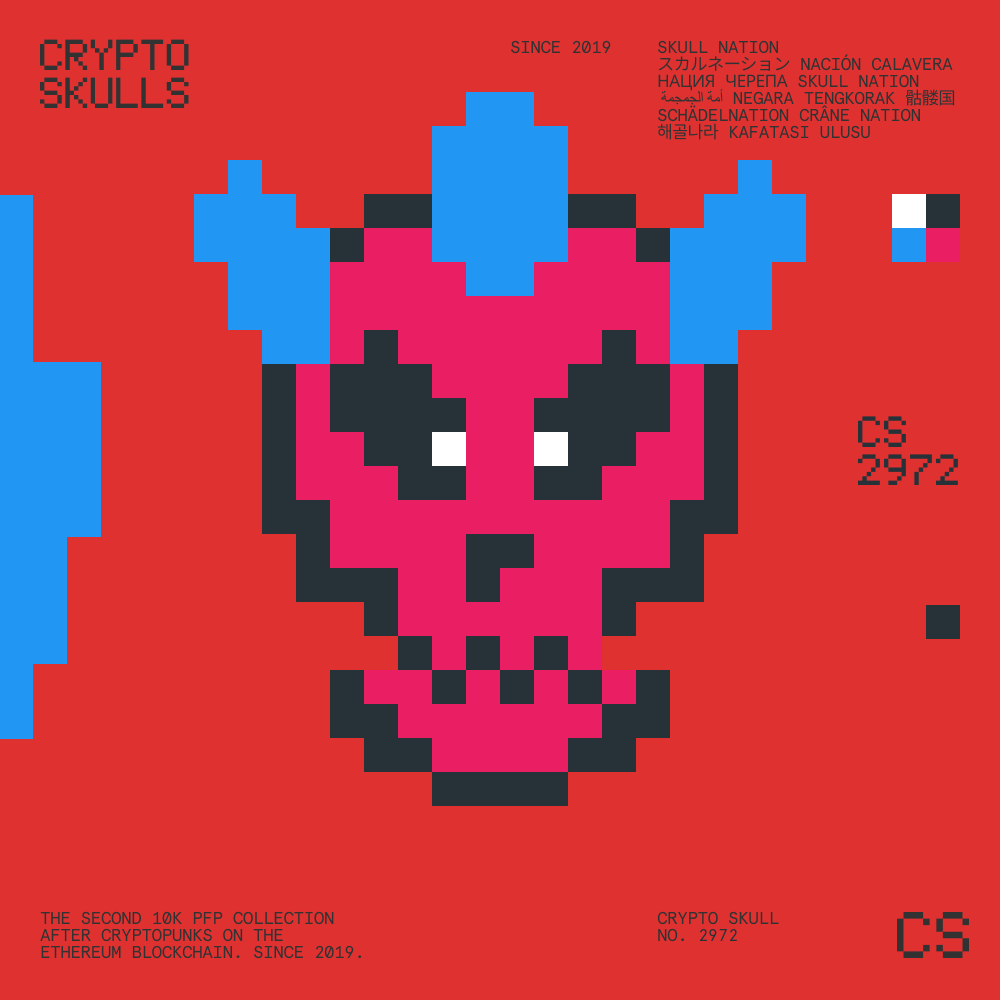 CRYPTO
SKULLS
SINCE 2019
SKULL NATION
スカルネーション NACIÓN CALAVERA
НАЦИЯ ЧЕРЕПА SKULL NATION
أمة الجمجمة NEGARA TENGKORAK 骷髅国
SCHÄDELNATION CRÂNE NATION
해골나라 KAFATASI ULUSU
CS
2972
THE SECOND 10K PFP COLLECTION
AFTER CRYPTOPUNKS ON THE
ETHEREUM BLOCKCHAIN. SINCE 2019.
CRYPTO SKULL
NO. 2972
CS